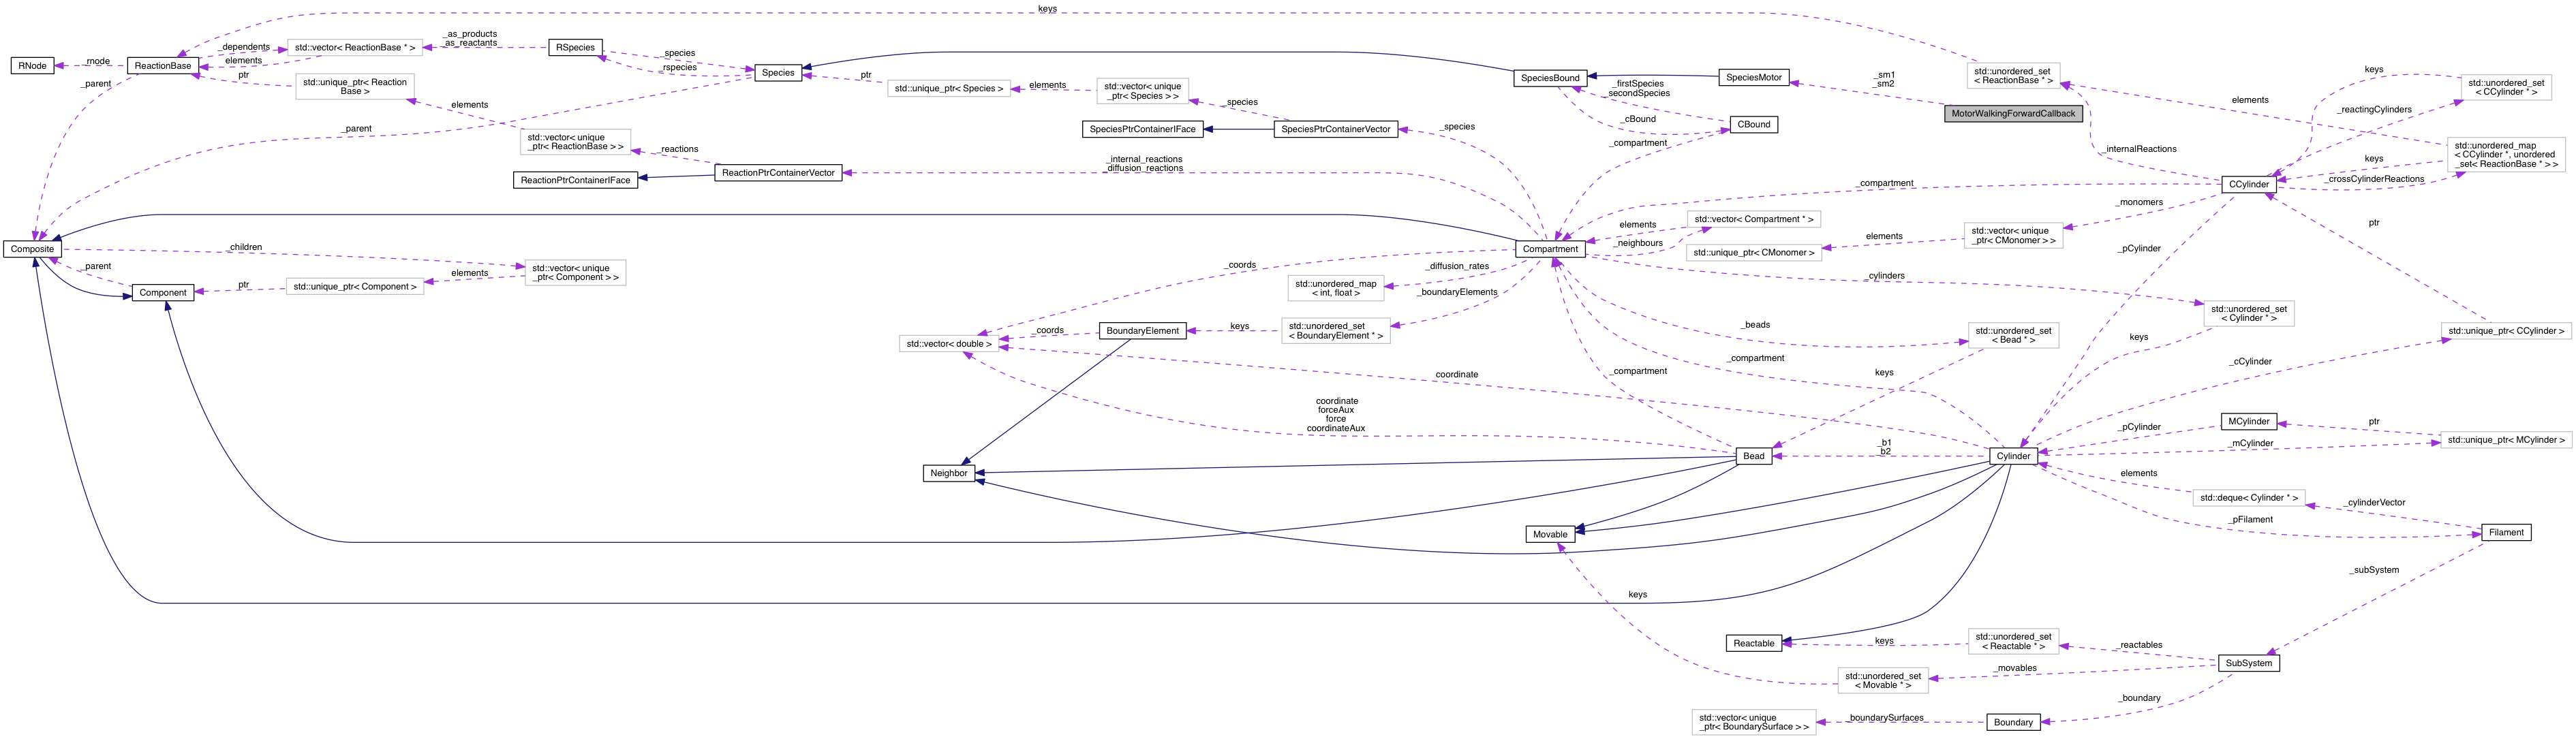 keys
_as_products
_as_reactants
_dependents
std::vector< ReactionBase * >
RSpecies
_species
RNode
_rnode
ReactionBase
elements
ptr
_rspecies
Species
std::unique_ptr< Reaction
Base >
_parent
elements
ptr
std::unique_ptr< Species >
elements
std::vector< unique
_ptr< Species > >
_species
SpeciesBound
SpeciesMotor
_firstSpecies
_secondSpecies
_cBound
CBound
_sm1
_sm2
MotorWalkingForwardCallback
std::unordered_set
< ReactionBase * >
keys
std::unordered_set
< CCylinder * >
elements
_reactingCylinders
_parent
std::vector< unique
_ptr< ReactionBase > >
_reactions
SpeciesPtrContainerIFace
SpeciesPtrContainerVector
_species
_compartment
_internalReactions
std::unordered_map
< CCylinder *, unordered
_set< ReactionBase * > >
keys
_crossCylinderReactions
ReactionPtrContainerIFace
ReactionPtrContainerVector
_internal_reactions
_diffusion_reactions
_compartment
CCylinder
_monomers
elements
std::vector< Compartment * >
_neighbours
elements
std::unique_ptr< CMonomer >
std::vector< unique
_ptr< CMonomer > >
ptr
_pCylinder
Composite
_children
Compartment
_parent
Component
ptr
std::unique_ptr< Component >
elements
std::vector< unique
_ptr< Component > >
_coords
_diffusion_rates
std::unordered_map
< int, float >
_boundaryElements
_cylinders
std::unordered_set
< Cylinder * >
std::vector< double >
_coords
BoundaryElement
keys
std::unordered_set
< BoundaryElement * >
_beads
std::unordered_set
< Bead * >
keys
std::unique_ptr< CCylinder >
_compartment
_compartment
coordinate
keys
_cCylinder
coordinate
forceAux
force
coordinateAux
MCylinder
ptr
_pCylinder
_mCylinder
std::unique_ptr< MCylinder >
Neighbor
Bead
_b1
_b2
Cylinder
elements
std::deque< Cylinder * >
_cylinderVector
_pFilament
Filament
Movable
_subSystem
keys
Reactable
keys
std::unordered_set
< Reactable * >
_reactables
SubSystem
std::unordered_set
< Movable * >
_movables
_boundary
std::vector< unique
_ptr< BoundarySurface > >
_boundarySurfaces
Boundary